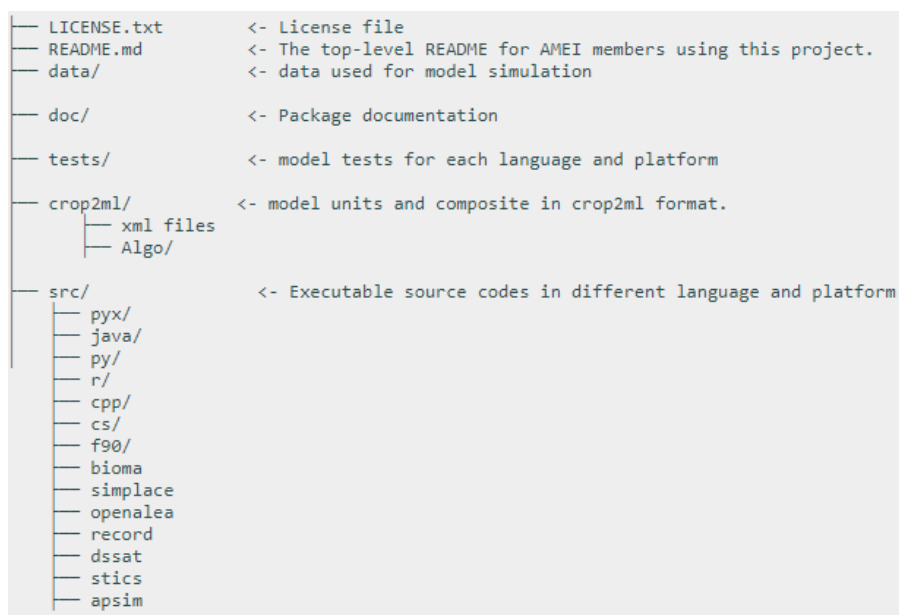 ├── LICENSE.txt          <- License file
├── README.md            <- The top-level README for AMEI members using this project.
├── data/                <- data used for model simulation
├── doc/                 <- Package documentation
├── tests/               <- model tests for each language and platform
├── crop2ml/            <- model units and composite in crop2ml format.
│      ├── xml files
│      ├── Algo/
├── src/                  <- Executable source codes in different language and platform
│   ├── pyx/
│   ├── java/
│   ├── py/
    ├── r/
    ├── cpp/
    ├── cs/
    ├── f90/
    ├── bioma
    ├── simplace
    ├── openalea
    ├── record
    ├── dssat
    ├── stics
    ├── apsim